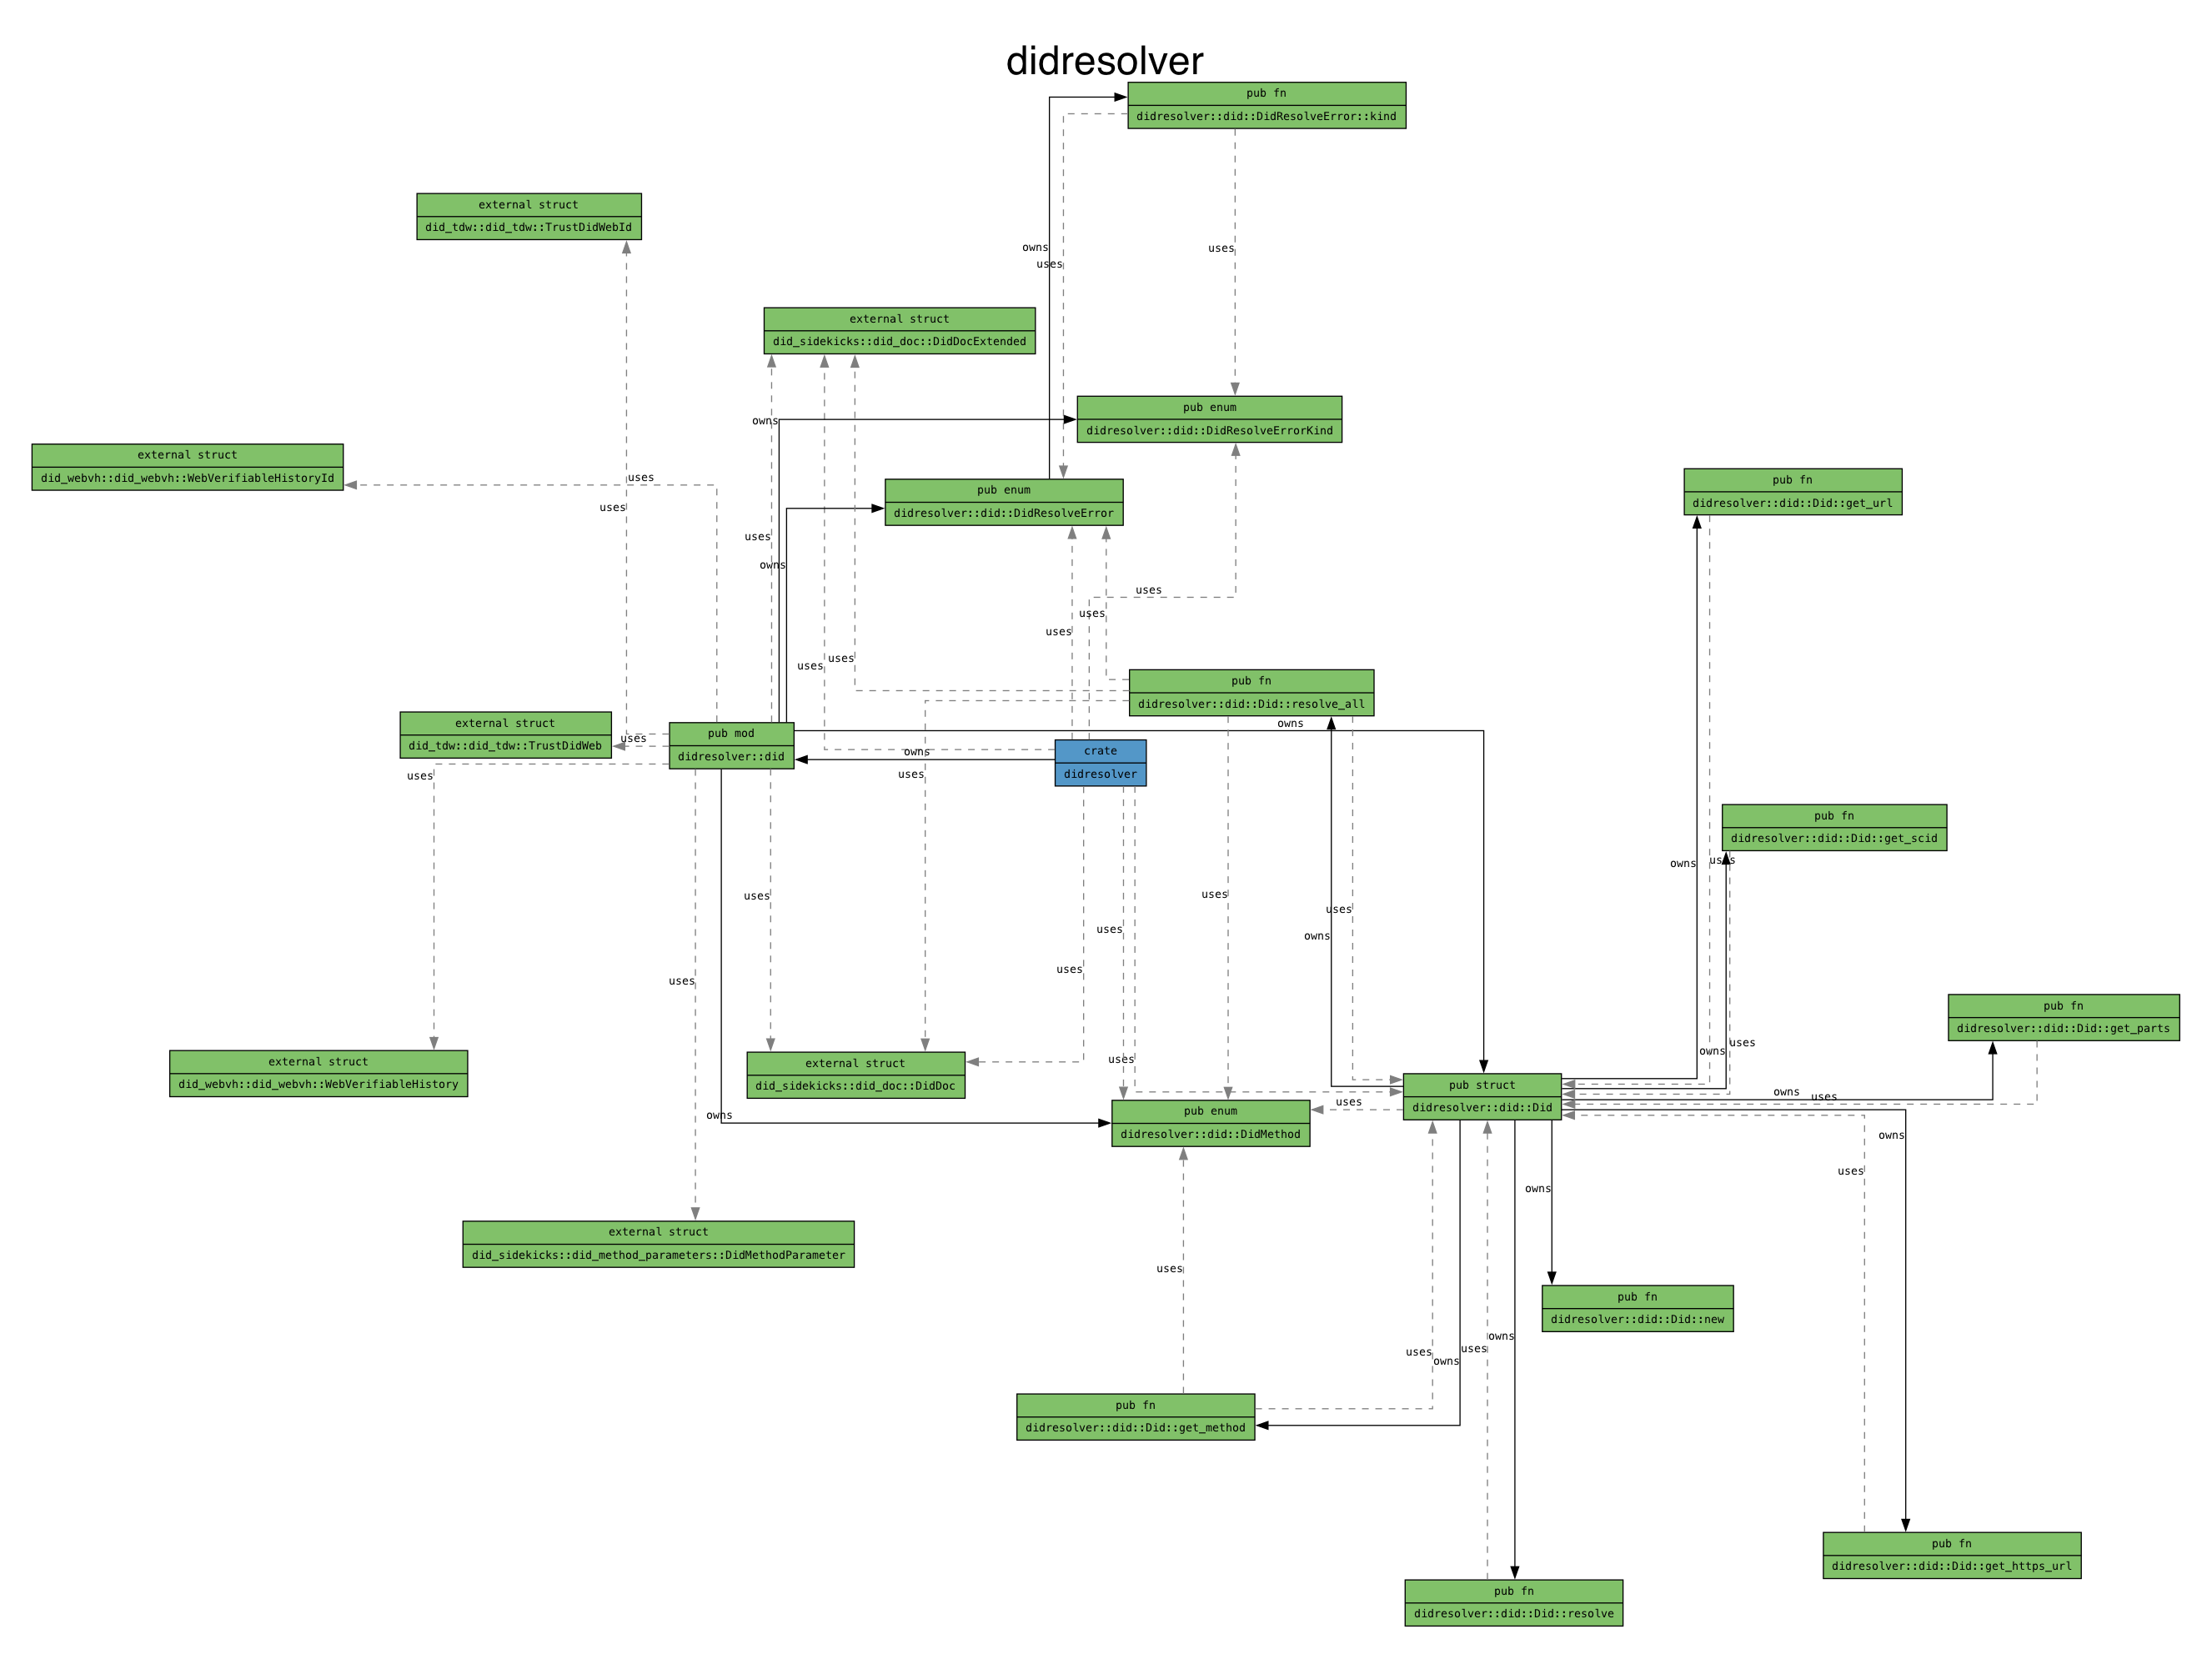 didresolver
pub fn
didresolver::did::DidResolveError::kind
external struct
did_tdw::did_tdw::TrustDidWebId
owns
uses
uses
external struct
did_sidekicks::did_doc::DidDocExtended
pub enum
didresolver::did::DidResolveErrorKind
owns
external struct
did_webvh::did_webvh::WebVerifiableHistoryId
uses
uses
pub enum
didresolver::did::DidResolveError
pub fn
didresolver::did::Did::get_url
uses
owns
uses
uses
uses
uses
uses
pub fn
didresolver::did::Did::resolve_all
external struct
did_tdw::did_tdw::TrustDidWeb
uses
pub mod
didresolver::did
owns
owns
crate
didresolver
uses
uses
pub fn
didresolver::did::Did::get_scid
owns
uses
uses
uses
uses
owns
uses
uses
uses
pub fn
didresolver::did::Did::get_parts
owns
uses
external struct
did_webvh::did_webvh::WebVerifiableHistory
external struct
did_sidekicks::did_doc::DidDoc
uses
pub struct
didresolver::did::Did
owns
uses
uses
pub enum
didresolver::did::DidMethod
owns
owns
uses
owns
external struct
did_sidekicks::did_method_parameters::DidMethodParameter
uses
pub fn
didresolver::did::Did::new
uses
owns
uses
owns
pub fn
didresolver::did::Did::get_method
pub fn
didresolver::did::Did::get_https_url
pub fn
didresolver::did::Did::resolve